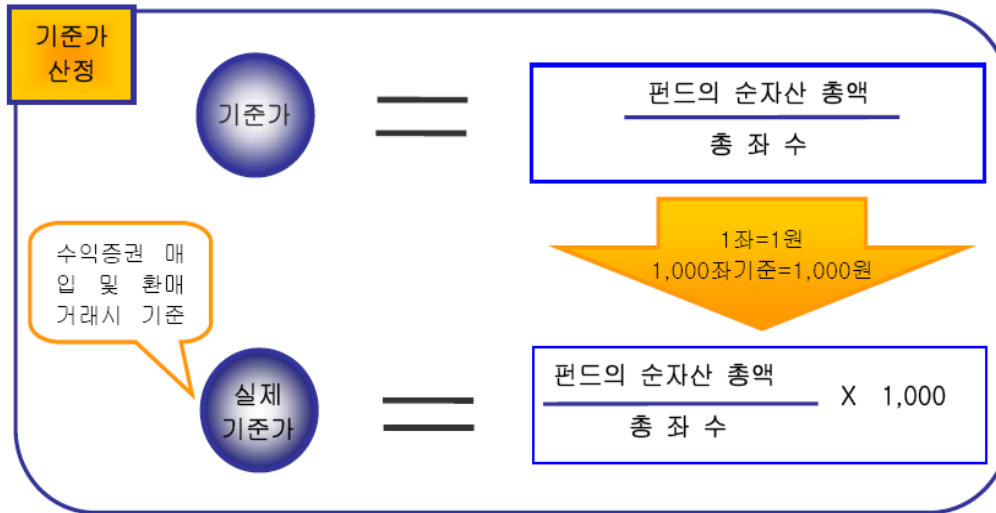 기준가
산정
기준가
펀드의 순자산 총액
총 좌 수
1좌=1원
1,000좌기준=1,000원
수익증권 매
입 및 환매
거래시 기준
실제
기준가
펀드의 순자산 총액
총 좌 수
X 1,000